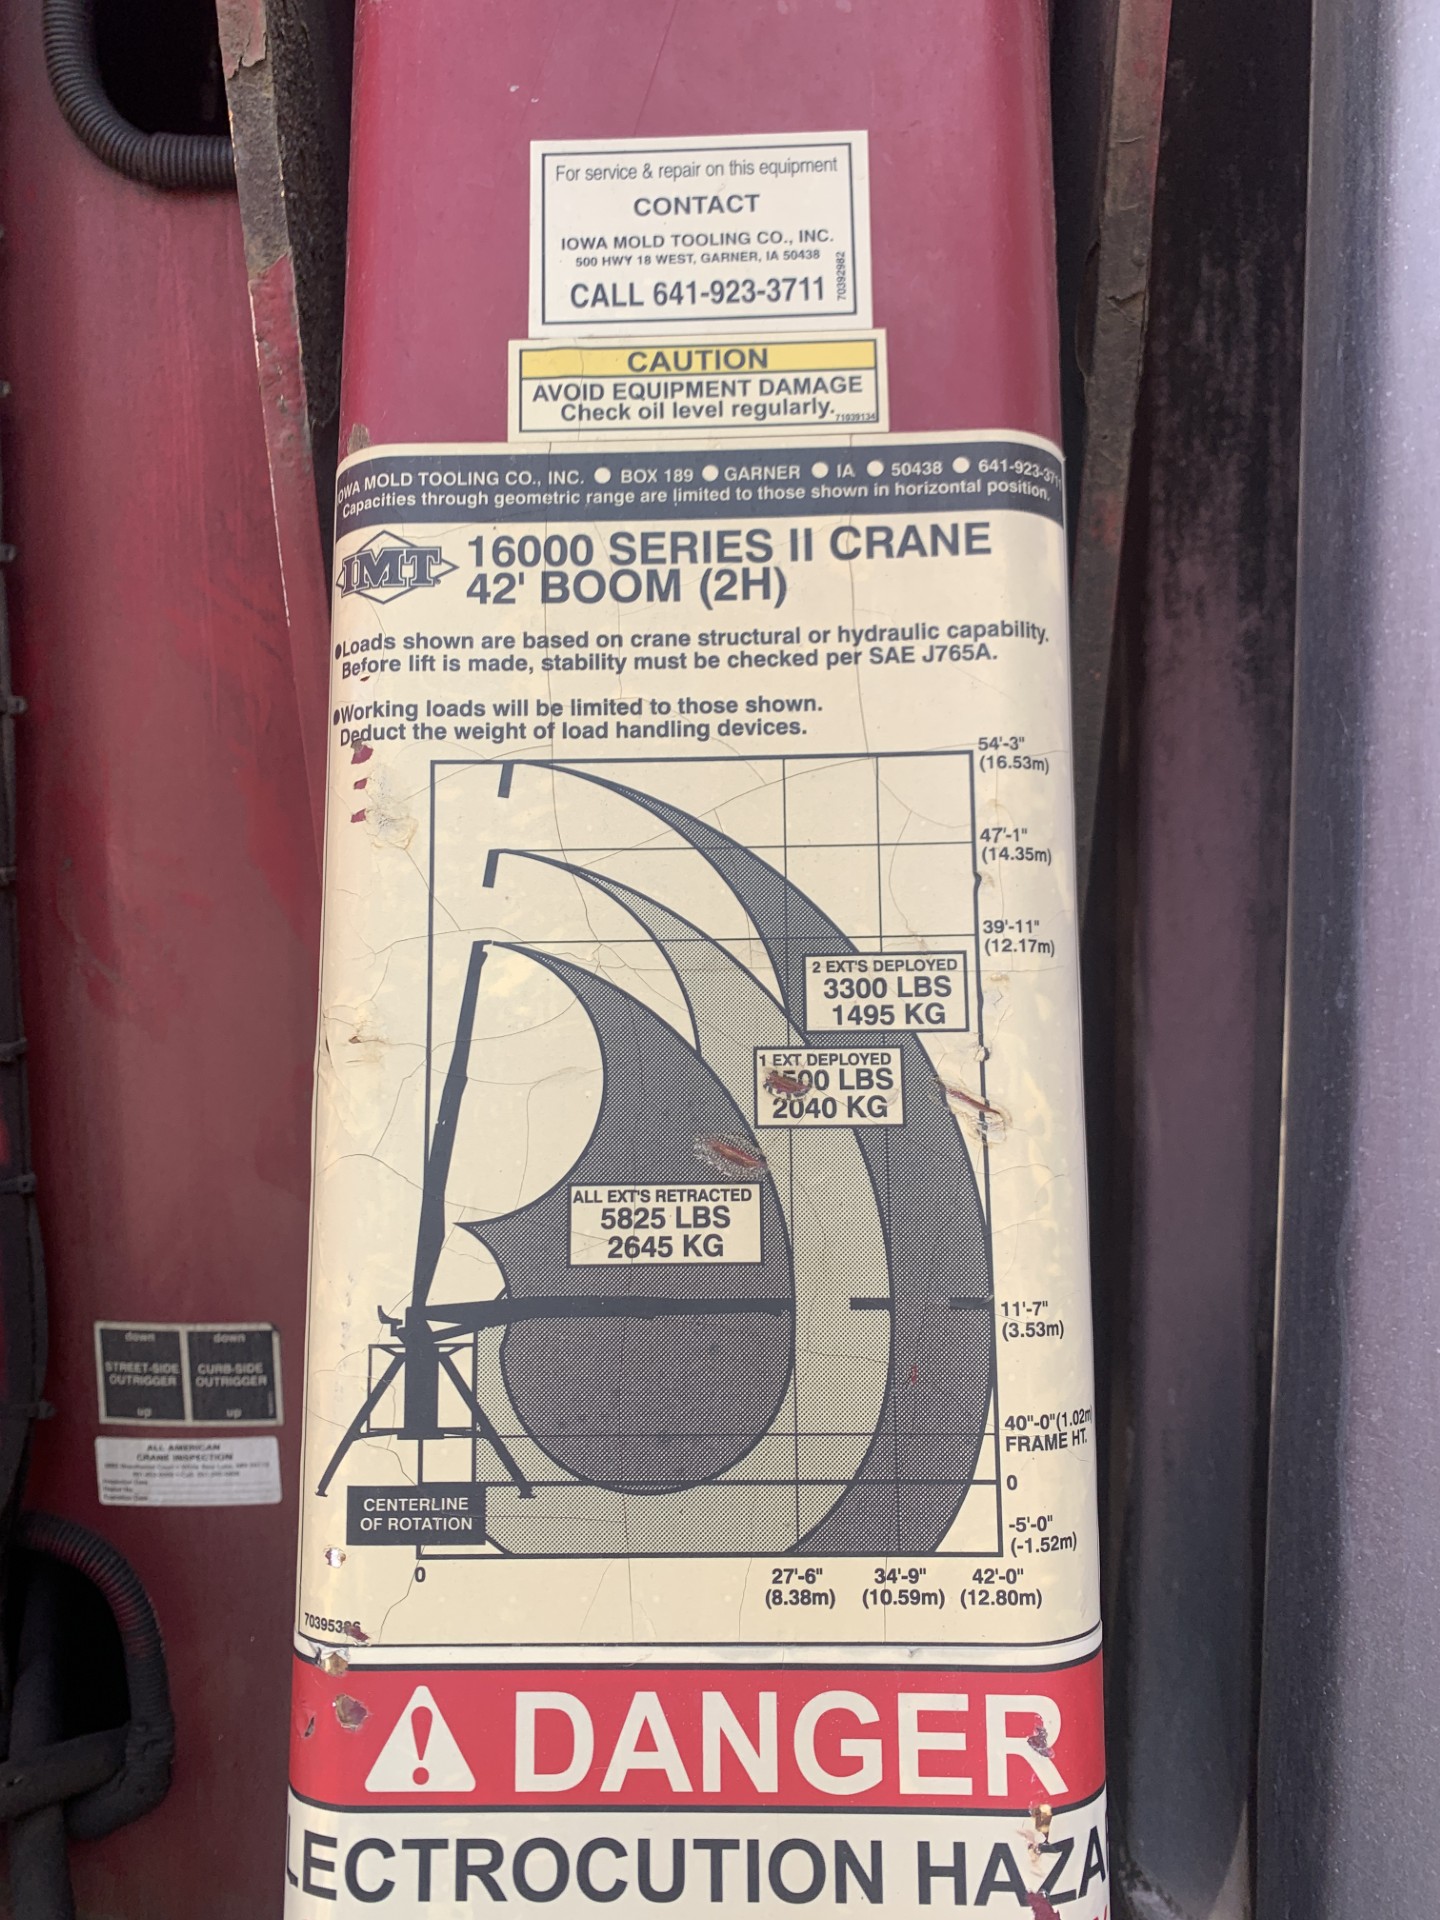 For service & repair on this equipment
CONTACT
IOWA MOLD TOOLING CO., INC.
500 HWY 18 WEST, GARNER, IA 50438
CALL 641-923-3711
70392982
CAUTION
AVOID EQUIPMENT DAMAGE
Check oil level regularly.
71039134
IOWA MOLD TOOLING CO., INC. ● BOX 189 ● GARNER ● IA ● 50438 ● 641-923-3711
Capacities through geometric range are limited to those shown in horizontal position.
IMT
16000 SERIES II CRANE
42' BOOM (2H)
●Loads shown are based on crane structural or hydraulic capability.
Before lift is made, stability must be checked per SAE J765A.
●Working loads will be limited to those shown.
Deduct the weight of load handling devices.
54'-3"
(16.53m)
47'-1"
(14.35m)
39'-11"
(12.17m)
2 EXT'S DEPLOYED
3300 LBS
1495 KG
1 EXT DEPLOYED
500 LBS
2040 KG
ALL EXT'S RETRACTED
5825 LBS
2645 KG
11'-7"
(3.53m)
40"-0"(1.02m
FRAME HT.
0
-5'-0"
(-1.52m)
CENTERLINE
OF ROTATION
0
27'-6"
(8.38m)
34'-9"
(10.59m)
42'-0"
(12.80m)
down
STREET-SIDE
OUTRIGGER
up
down
CURB-SIDE
OUTRIGGER
up
ALL AMERICAN
CRANE INSPECTION
DANGER
LECTROCUTION HAZA